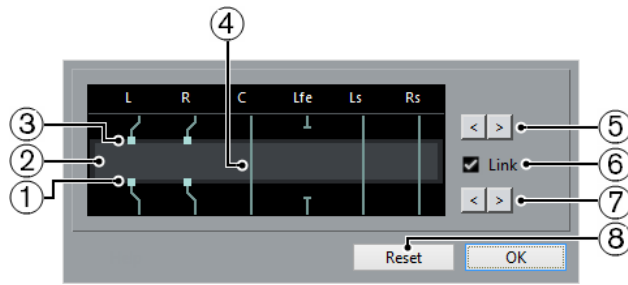 ④
L R C Lfe Ls Rs
③ < > ⑤
② Link ⑥
① < > ⑦
⑧
Reset OK